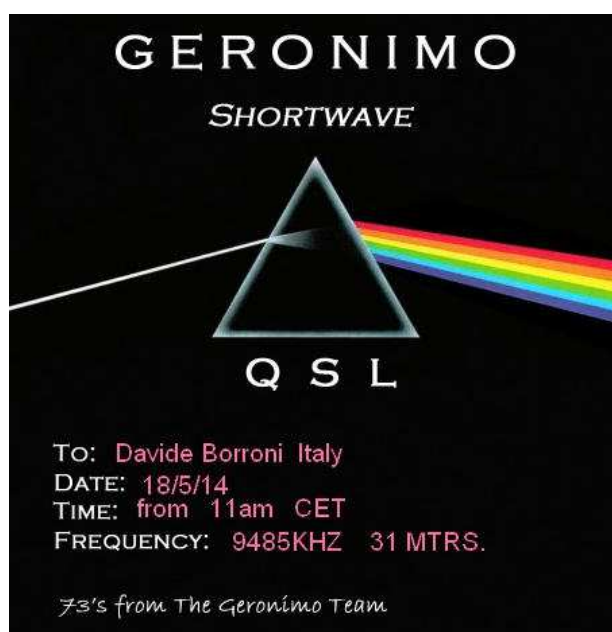 GERONIMO
SHORTWAVE
QSL
TO: Davide Borroni Italy
DATE: 18/5/14
TIME: from 11am CET
FREQUENCY: 9485KHZ 31 MTRS.
73's from The Geronimo Team